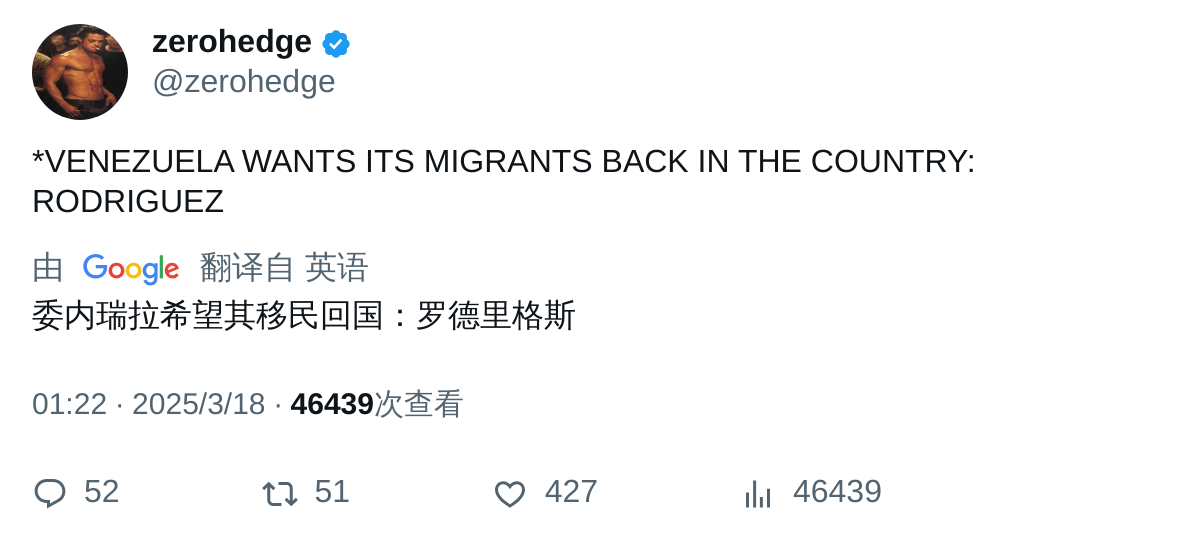 zerohedge
@zerohedge
*VENEZUELA WANTS ITS MIGRANTS BACK IN THE COUNTRY:
RODRIGUEZ
由 Google 翻译自 英语
委内瑞拉希望其移民回国：罗德里格斯
01:22 · 2025/3/18 · 46439次查看
52 51 427 46439